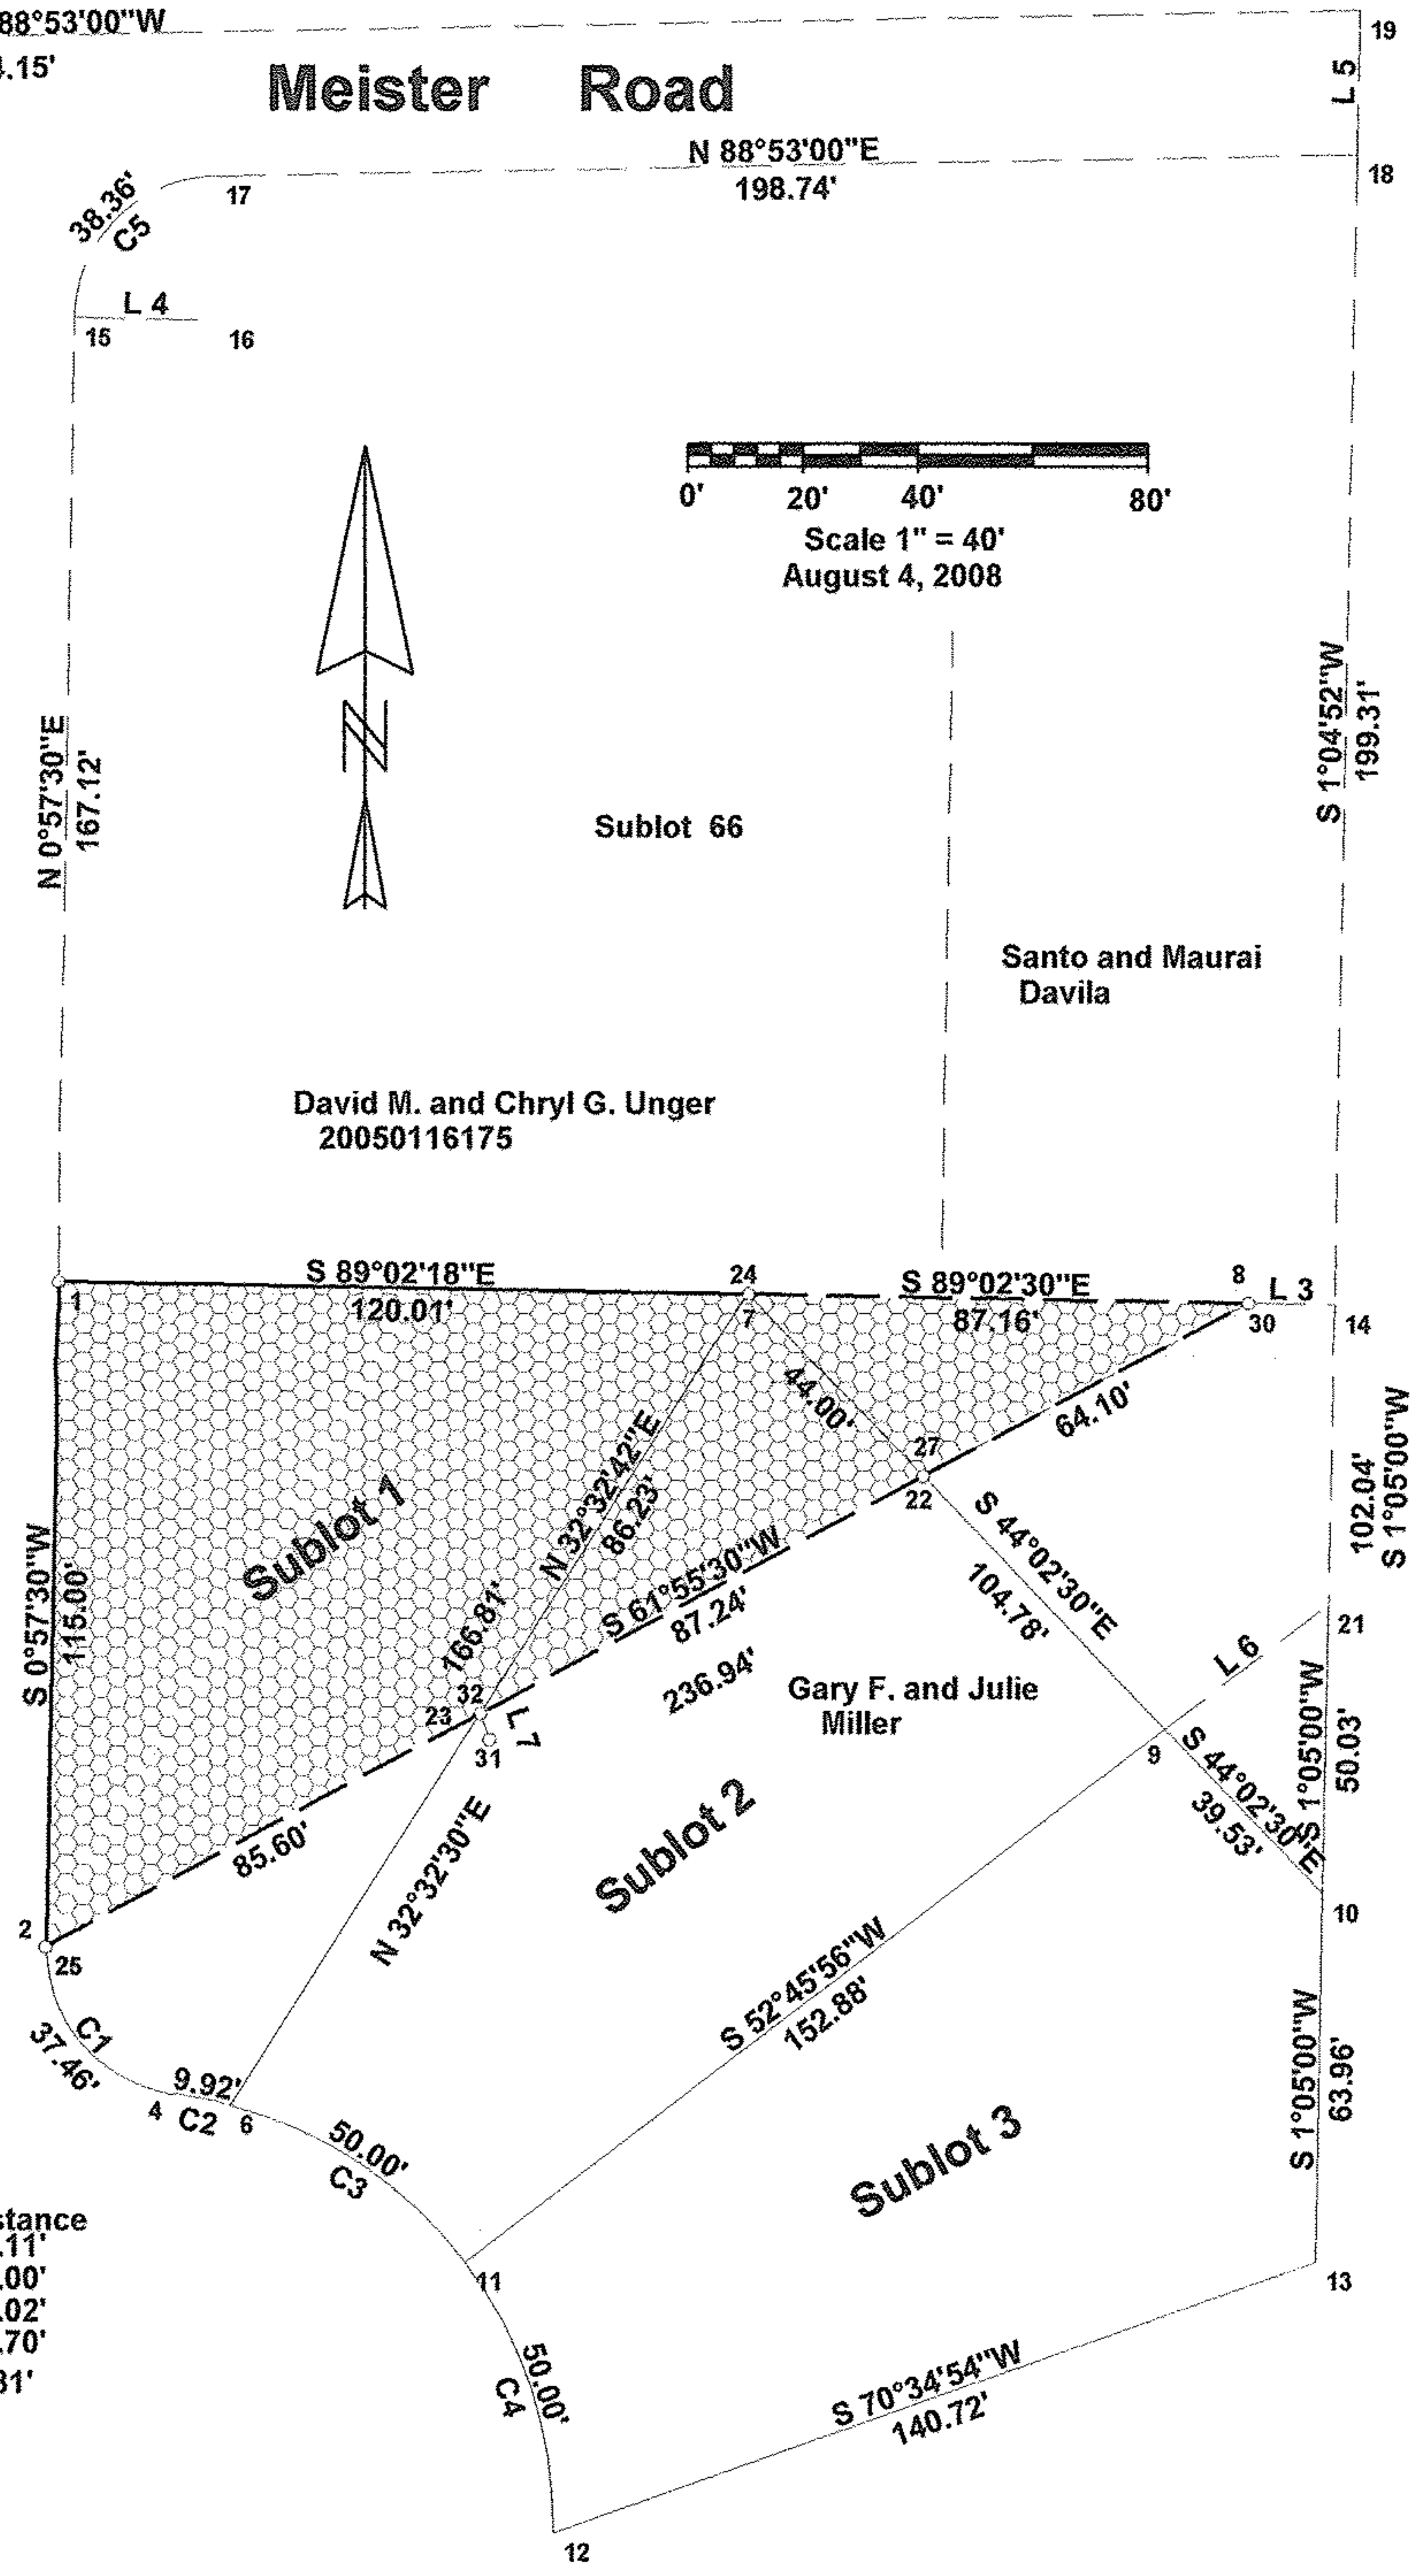 88°53'00"W
19
4.15'
Meister Road
L 5
N 88°53'00"E
198.74'
18
38.36'
C5
17
L 4
15
16
0' 20' 40' 80'
Scale 1" = 40'
August 4, 2008
N 0°57'30"E
167.12'
N
S 1°04'52"W
199.31'
Sublot 66
Santo and Maurai
Davila
David M. and Chryl G. Unger
20050116175
S 89°02'18"E
120.01'
1
24
7
S 89°02'30"E
87.16'
8
L 3
30
14
44.00'
64.10'
27
22
N 32°32'42"E
86.23'
Sublot 1
S 0°57'30"W
115.00'
166.81'
S 61°55'30"W
87.24'
236.94'
S 44°02'30"E
104.78'
102.04'
S 1°05'00"W
21
L 6
32
23
L 7
31
Gary F. and Julie
Miller
9
S 44°02'30"E
39.53'
S 1°05'00"W
50.03'
85.60'
Sublot 2
N 32°32'30"E
2
25
10
S 52°45'56"W
152.88'
C1
37.46'
9.92'
4
C2
6
50.00'
C3
S 1°05'00"W
63.96'
Sublot 3
stance
.11'
.00'
.02'
.70'
31'
11
13
50.00'
C4
S 70°34'54"W
140.72'
12